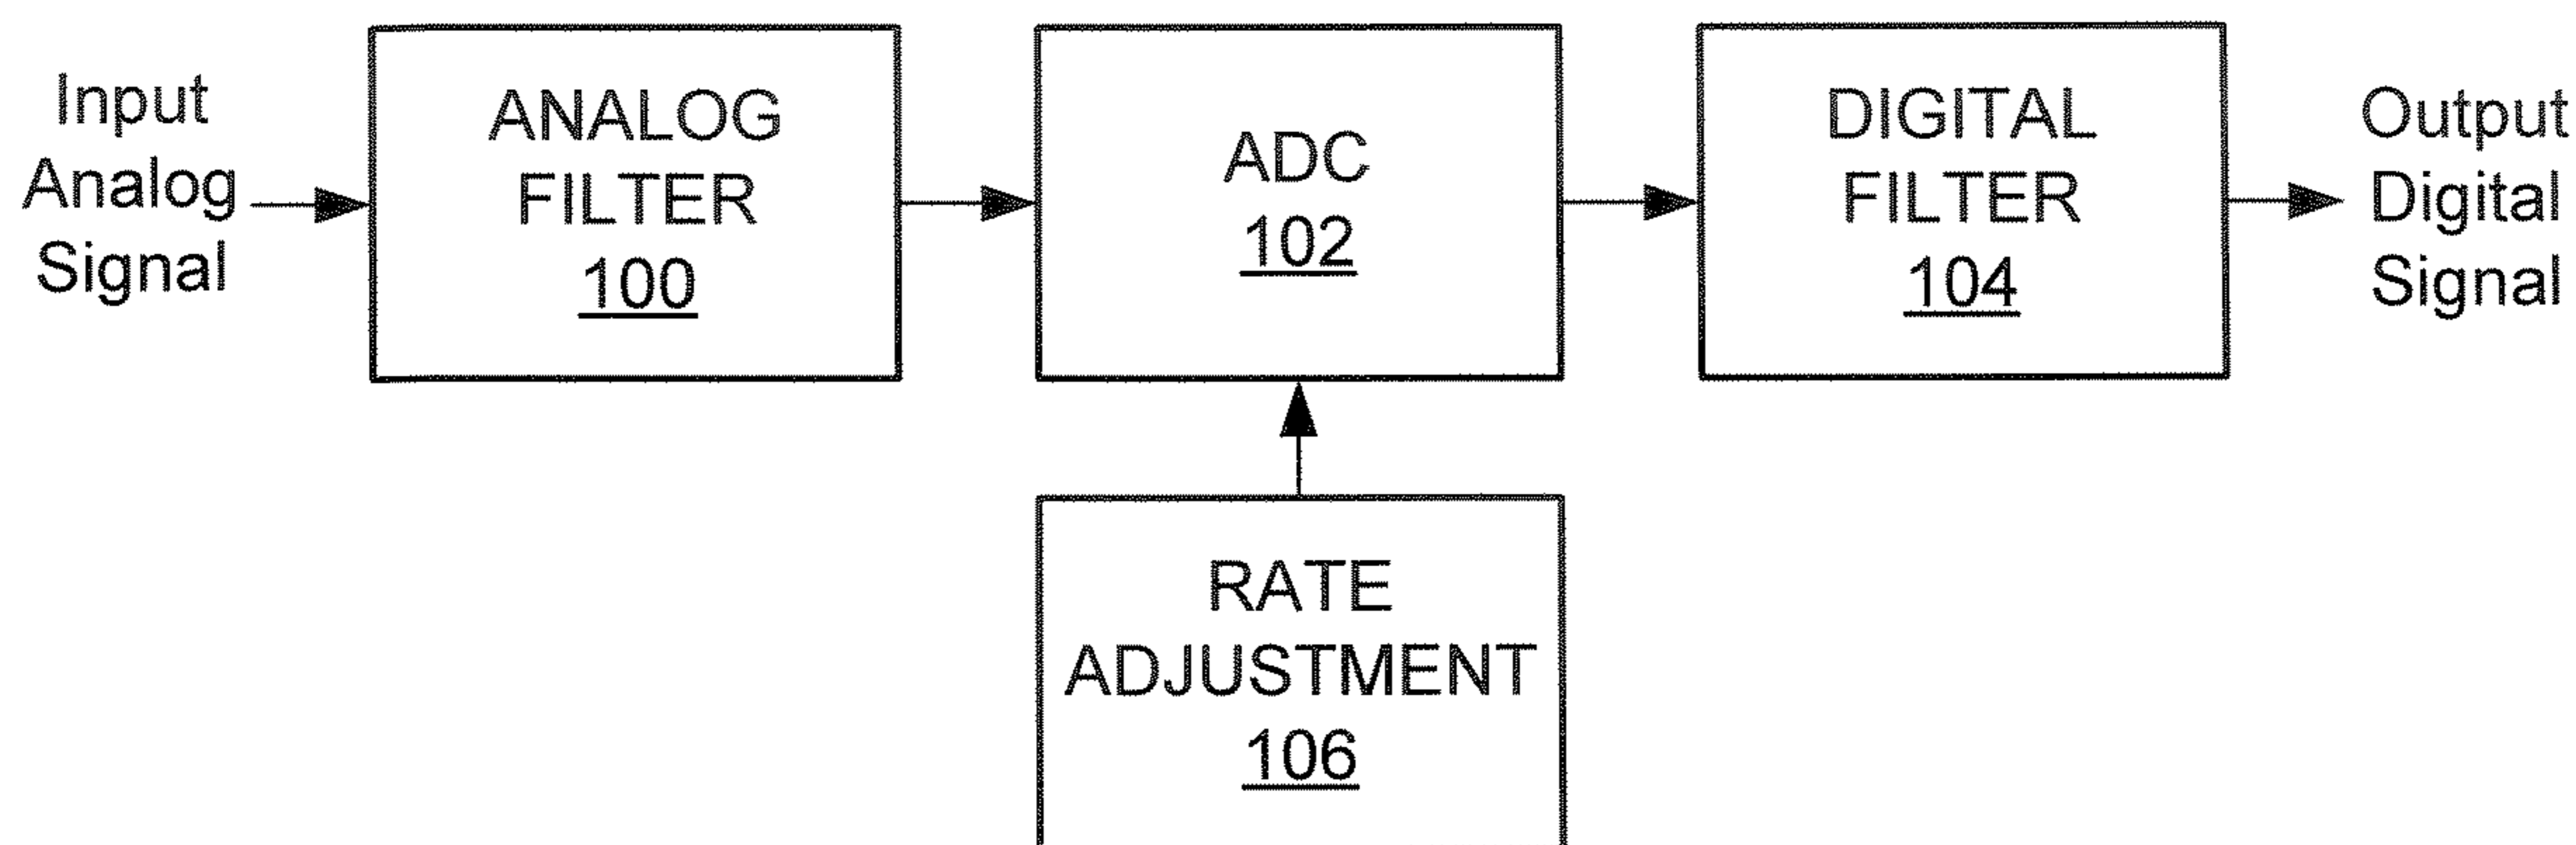 Input
Analog
Signal
ANALOG
FILTER
100
ADC
102
DIGITAL
FILTER
104
Output
Digital
Signal
RATE
ADJUSTMENT
106